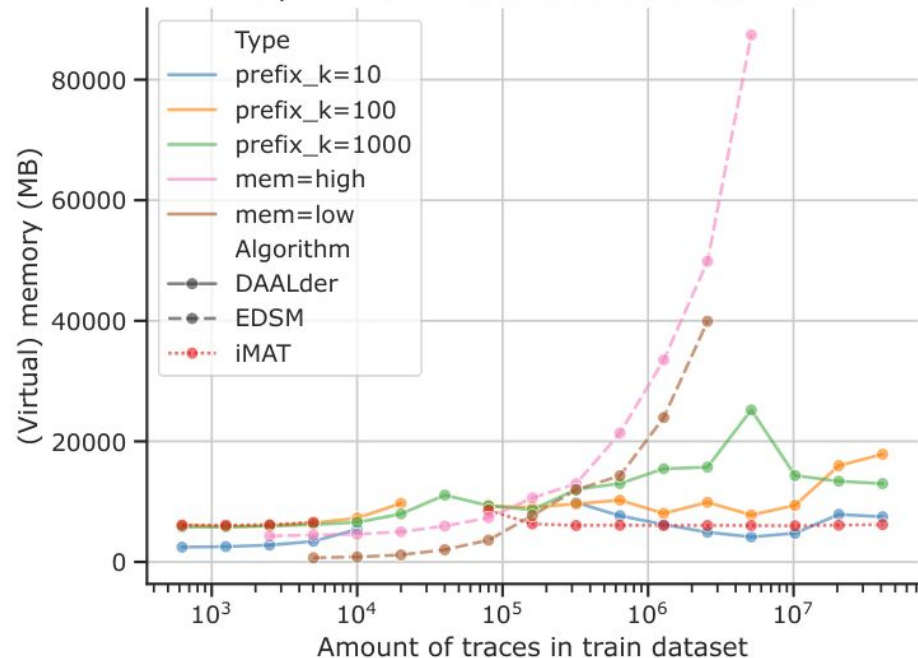 Type
prefix_k=10
prefix_k=100
prefix_k=1000
mem=high
mem=low
Algorithm
DAALder
EDSM
iMAT
(Virtual) memory (MB)
80000
60000
40000
20000
0
10³
10⁴
10⁵
10⁶
10⁷
Amount of traces in train dataset